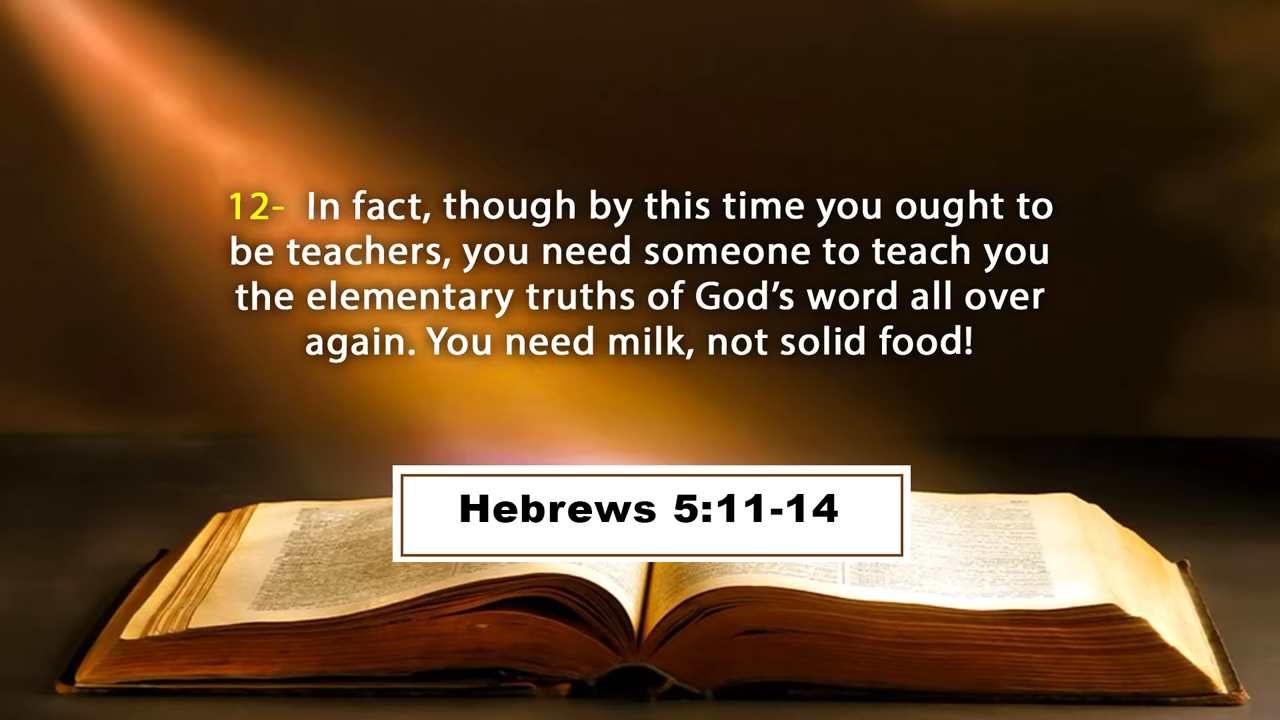 12- In fact, though by this time you ought to
be teachers, you need someone to teach you
the elementary truths of God’s word all over
again. You need milk, not solid food!
Hebrews 5:11-14